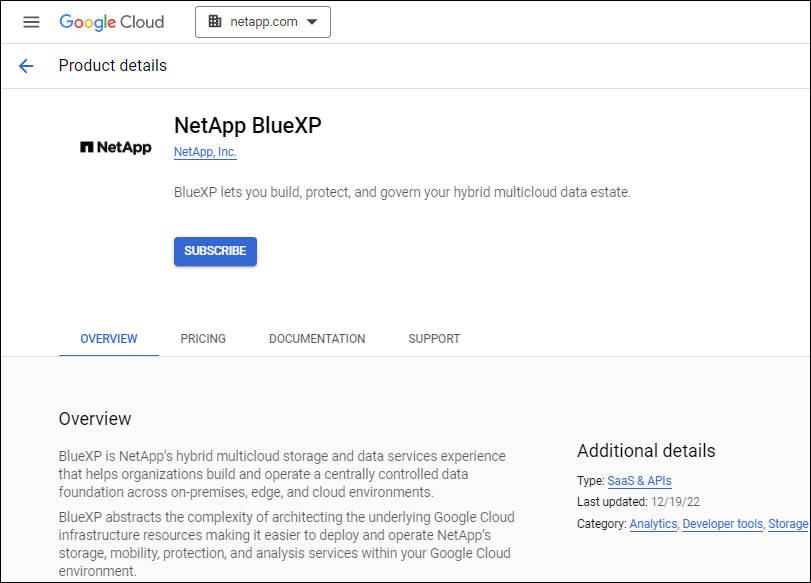 Google Cloud
netapp.com
Product details
NetApp
NetApp BlueXP
NetApp, Inc.
BlueXP lets you build, protect, and govern your hybrid multicloud data estate.
SUBSCRIBE
OVERVIEW PRICING DOCUMENTATION SUPPORT
Overview
BlueXP is NetApp's hybrid multicloud storage and data services experience
that helps organizations build and operate a centrally controlled data
foundation across on-premises, edge, and cloud environments.
BlueXP abstracts the complexity of architecting the underlying Google Cloud
infrastructure resources making it easier to deploy and operate NetApp's
storage, mobility, protection, and analysis services within your Google Cloud
environment.
Additional details
Type: SaaS & APIs
Last updated: 12/19/22
Category: Analytics, Developer tools, Storage